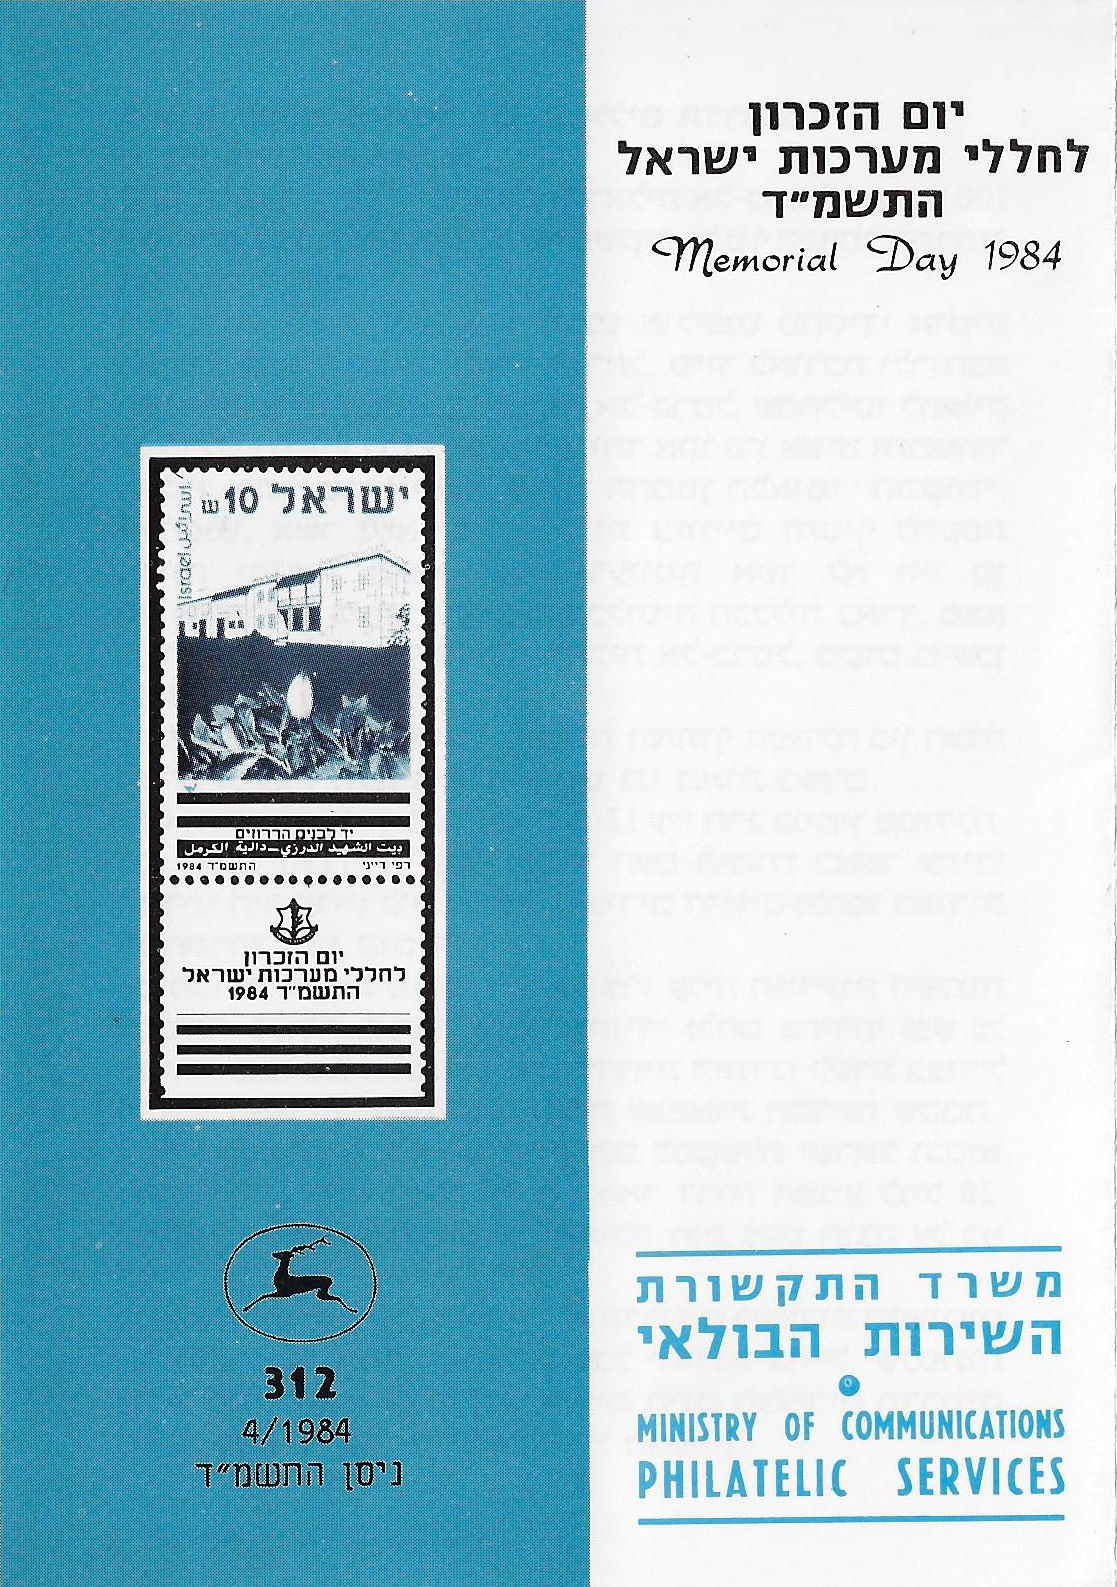 יום הזכרון
לחללי מערכות ישראל
התשמ״ד
Memorial Day 1984
ישראל 10 ש
Israel إسرائيل
יד לבנים הדרוזים
بيت الشهيد الدرزي – دالية الكرمل
רפי דייגי התשמ״ד 1984
יום הזכרון
לחללי מערכות ישראל
התשמ״ד 1984
312
4/1984
ניסן התשמ״ד
משרד התקשורת
השירות הבולאי
MINISTRY OF COMMUNICATIONS
PHILATELIC SERVICES